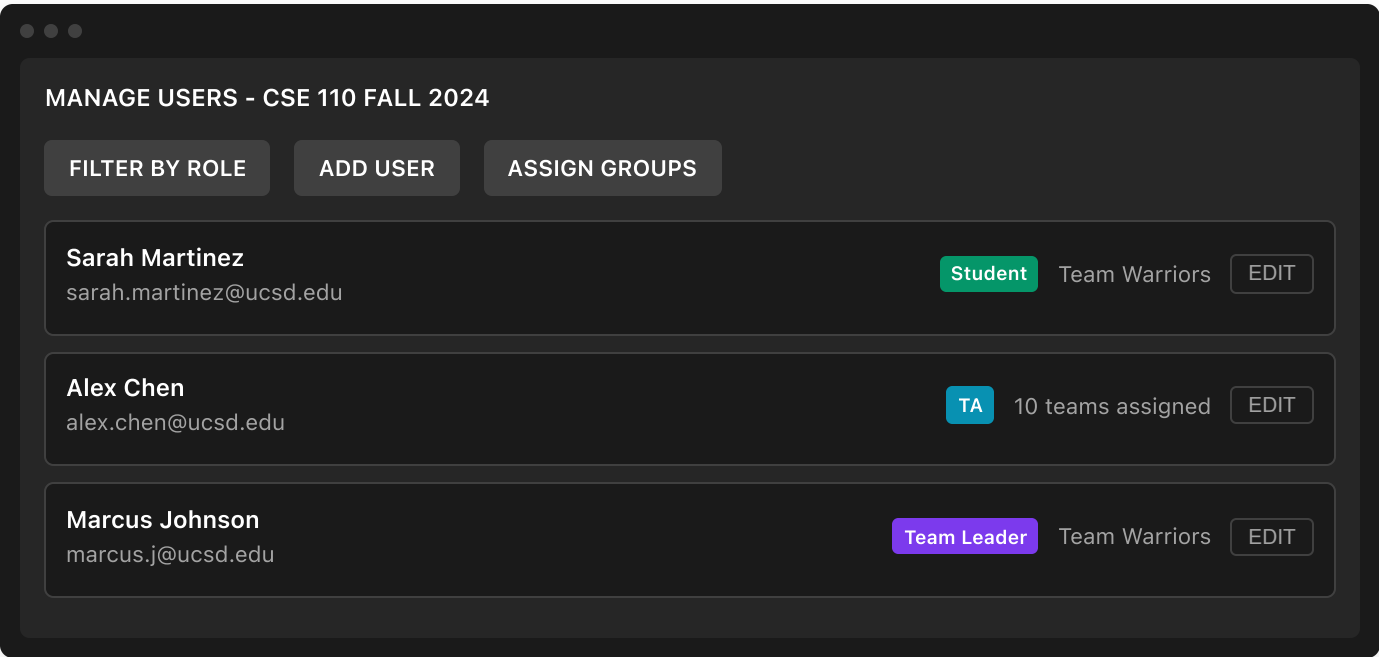 MANAGE USERS - CSE 110 FALL 2024
FILTER BY ROLE ADD USER ASSIGN GROUPS
Sarah Martinez
sarah.martinez@ucsd.edu
Student Team Warriors EDIT
Alex Chen
alex.chen@ucsd.edu
TA 10 teams assigned EDIT
Marcus Johnson
marcus.j@ucsd.edu
Team Leader Team Warriors EDIT